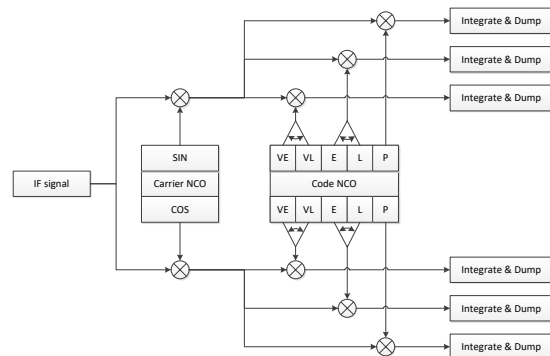 Integrate & Dump
Integrate & Dump
Integrate & Dump
SIN
VE VL E L P
IF signal
Carrier NCO
Code NCO
COS
VE VL E L P
Integrate & Dump
Integrate & Dump
Integrate & Dump